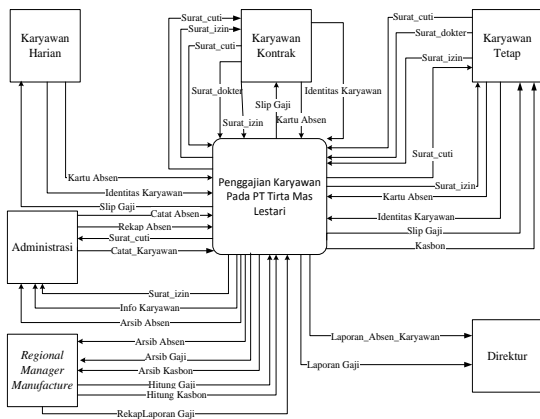 Karyawan
Harian
Surat_cuti
Surat_izin
Surat_cuti
Surat_dokter
Surat_izin
Karyawan
Kontrak
Slip Gaji
Identitas Karyawan
Kartu Absen
Surat_cuti
Surat_dokter
Surat_izin
Karyawan
Tetap
Surat_cuti
Surat_izin
Kartu Absen
Identitas Karyawan
Slip Gaji
Kasbon
Penggajian Karyawan
Pada PT Tirta Mas
Lestari
Kartu Absen
Identitas Karyawan
Slip Gaji
Administrasi
Catat Absen
Rekap Absen
Surat_cuti
Catat_Karyawan
Surat_izin
Info Karyawan
Arsib Absen
Regional
Manager
Manufacture
Arsib Absen
Arsib Gaji
Arsib Kasbon
Hitung Gaji
Hitung Kasbon
RekapLaporan Gaji
Laporan_Absen_Karyawan
Laporan Gaji
Direktur